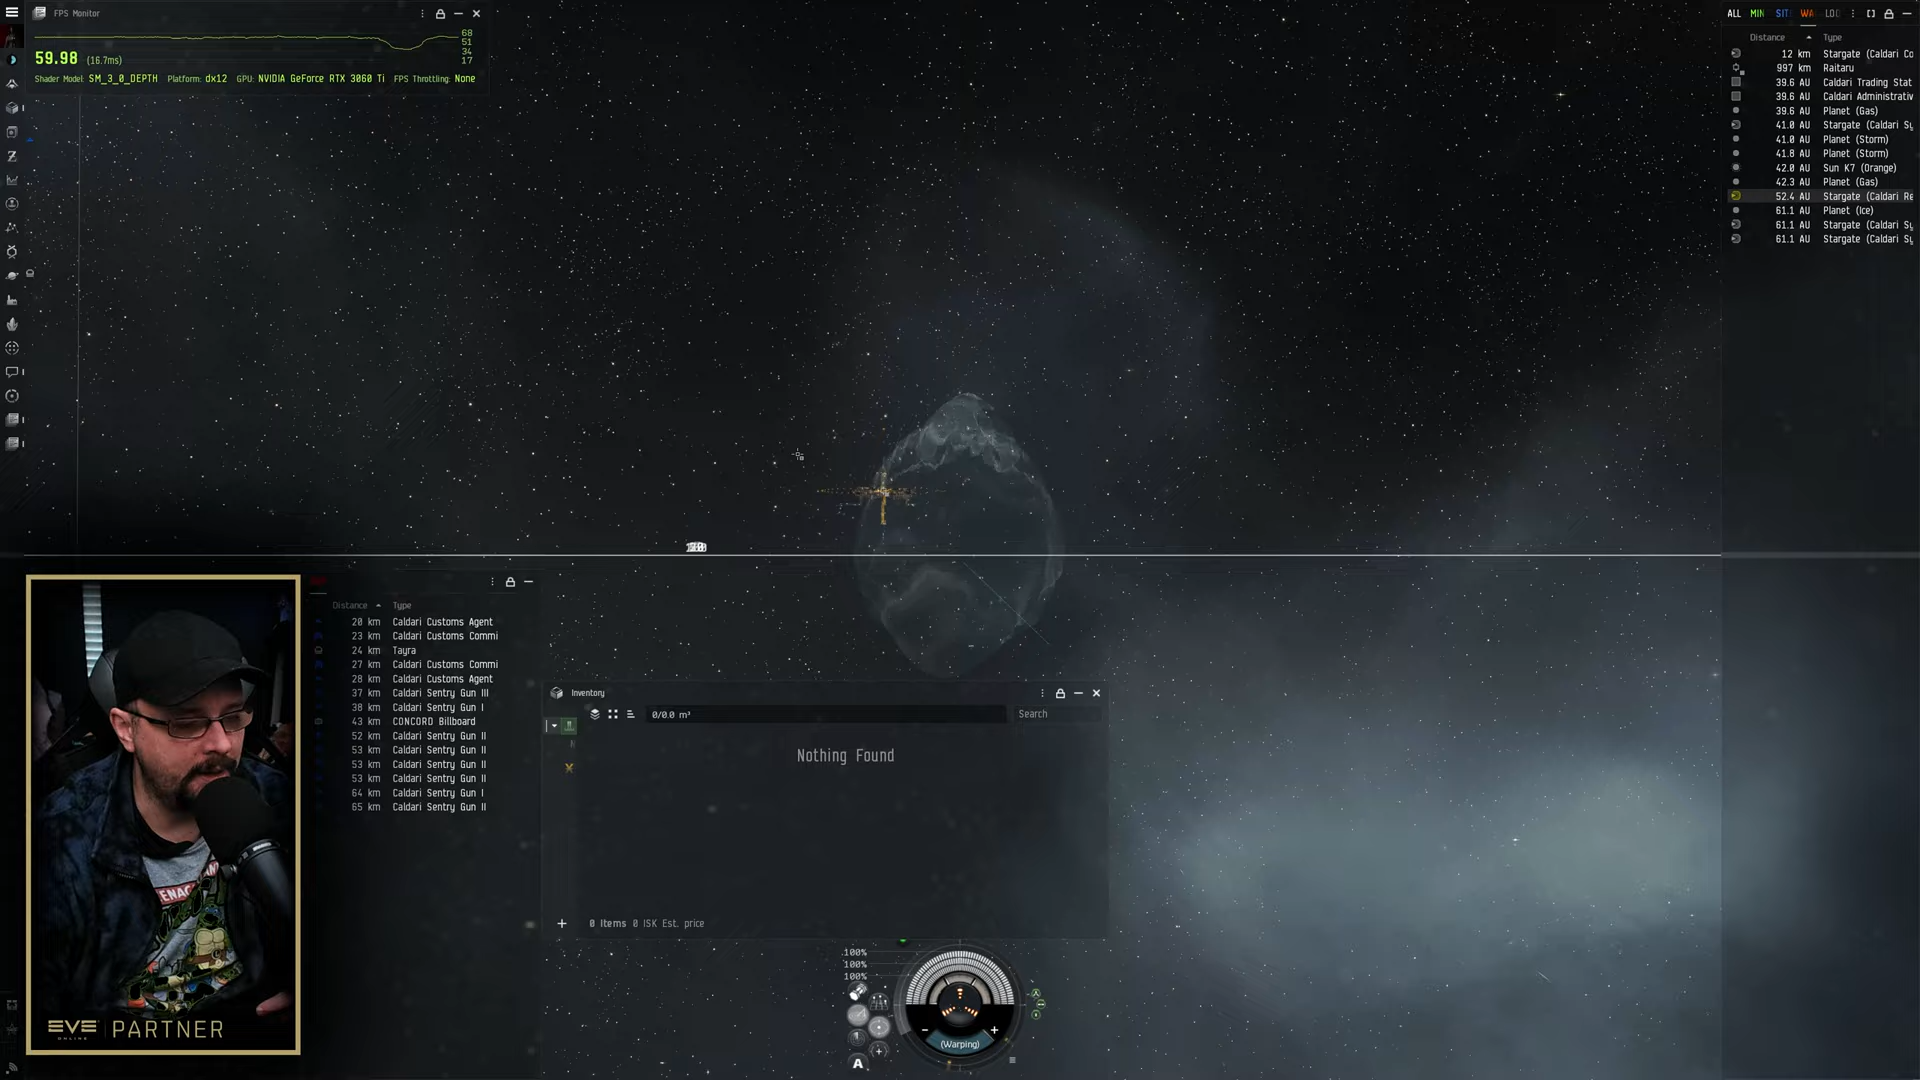 FPS Monitor
68
51
34
17
59.98 (16.7ms)
Shader Model: SM_3_0_DEPTH Platform: dx12 GPU: NVIDIA GeForce RTX 3060 Ti FPS Throttling: None
ALL MIN SIT WA LOC
Distance Type
12 km Stargate (Caldari Co
997 km Raitaru
39.6 AU Caldari Trading Stat
39.6 AU Caldari Administrativ
39.6 AU Planet (Gas)
41.0 AU Stargate (Caldari Sy
41.0 AU Planet (Storm)
41.8 AU Planet (Storm)
42.0 AU Sun K7 (Orange)
42.3 AU Planet (Gas)
52.4 AU Stargate (Caldari Re
61.1 AU Planet (Ice)
61.1 AU Stargate (Caldari Sy
61.1 AU Stargate (Caldari Sy
Distance Type
20 km Caldari Customs Agent
23 km Caldari Customs Commi
24 km Tayra
27 km Caldari Customs Commi
28 km Caldari Customs Agent
37 km Caldari Sentry Gun III
38 km Caldari Sentry Gun I
43 km CONCORD Billboard
52 km Caldari Sentry Gun II
53 km Caldari Sentry Gun II
53 km Caldari Sentry Gun II
53 km Caldari Sentry Gun II
64 km Caldari Sentry Gun I
65 km Caldari Sentry Gun II
Inventory
0/0.0 m³ Search
Nothing Found
0 Items 0 ISK Est. price
100%
100%
100%
(Warping)
A
EVE ONLINE PARTNER